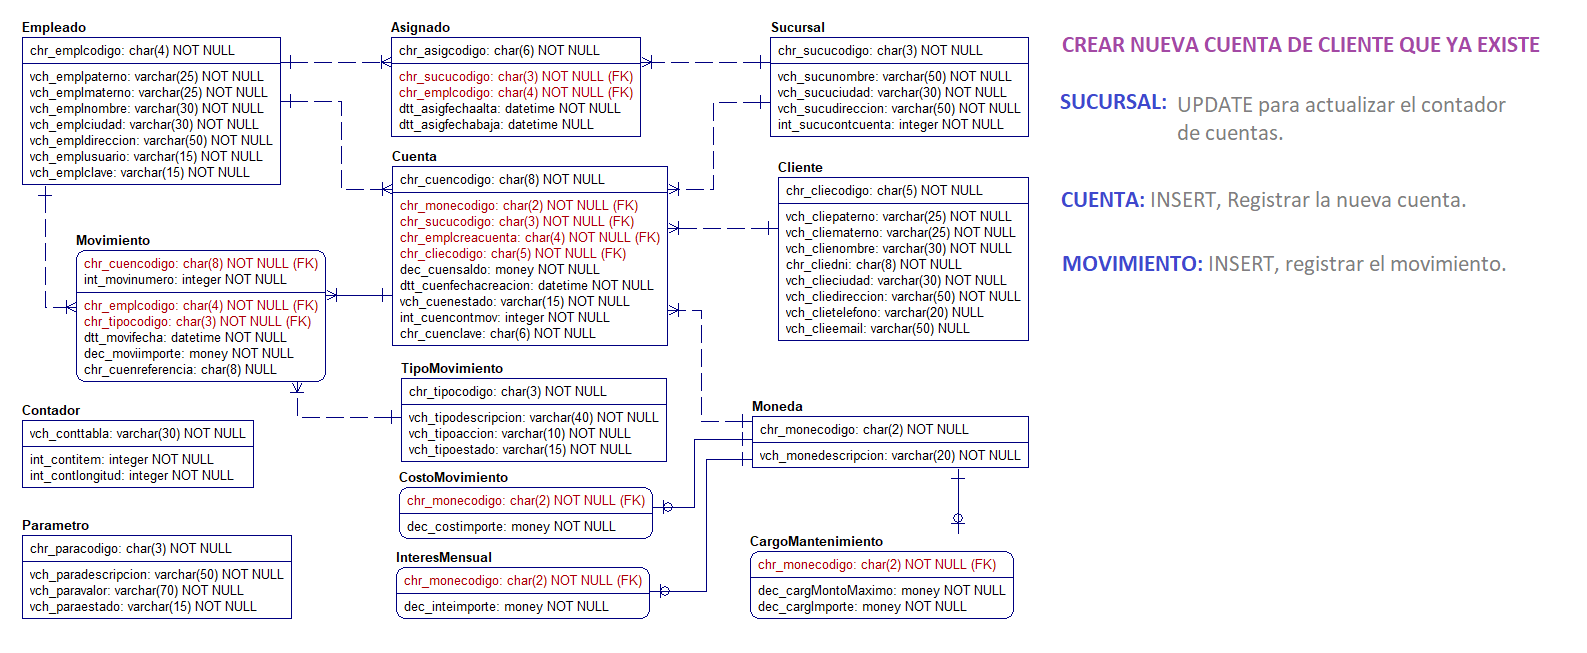 Empleado
chr_emplcodigo: char(4) NOT NULL
vch_emplpaterno: varchar(25) NOT NULL
vch_emplmaterno: varchar(25) NOT NULL
vch_emplnombre: varchar(30) NOT NULL
vch_emplciudad: varchar(30) NOT NULL
vch_empldireccion: varchar(50) NOT NULL
vch_emplusuario: varchar(15) NOT NULL
vch_emplclave: varchar(15) NOT NULL
Asignado
chr_asigcodigo: char(6) NOT NULL
chr_sucucodigo: char(3) NOT NULL (FK)
chr_emplcodigo: char(4) NOT NULL (FK)
dtt_asigfechaalta: datetime NOT NULL
dtt_asigfechabaja: datetime NULL
Sucursal
chr_sucucodigo: char(3) NOT NULL
vch_sucunombre: varchar(50) NOT NULL
vch_sucuciudad: varchar(30) NOT NULL
vch_sucudireccion: varchar(50) NOT NULL
int_sucucontcuenta: integer NOT NULL
CREAR NUEVA CUENTA DE CLIENTE QUE YA EXISTE
SUCURSAL: UPDATE para actualizar el contador
de cuentas.
CUENTA: INSERT, Registrar la nueva cuenta.
MOVIMIENTO: INSERT, registrar el movimiento.
Cuenta
chr_cuencodigo: char(8) NOT NULL
chr_monecodigo: char(2) NOT NULL (FK)
chr_sucucodigo: char(3) NOT NULL (FK)
chr_emplcreacuenta: char(4) NOT NULL (FK)
chr_cliecodigo: char(5) NOT NULL (FK)
dec_cuensaldo: money NOT NULL
dtt_cuenfechacreacion: datetime NOT NULL
vch_cuenestado: varchar(15) NOT NULL
int_cuencontmov: integer NOT NULL
chr_cuenclave: char(6) NOT NULL
Cliente
chr_cliecodigo: char(5) NOT NULL
vch_cliepaterno: varchar(25) NOT NULL
vch_cliematerno: varchar(25) NOT NULL
vch_clienombre: varchar(30) NOT NULL
chr_cliedni: char(8) NOT NULL
vch_clieciudad: varchar(30) NOT NULL
vch_cliedireccion: varchar(50) NOT NULL
vch_clietelefono: varchar(20) NULL
vch_clieemail: varchar(50) NULL
Movimiento
chr_cuencodigo: char(8) NOT NULL (FK)
int_movinumero: integer NOT NULL
chr_emplcodigo: char(4) NOT NULL (FK)
chr_tipocodigo: char(3) NOT NULL (FK)
dtt_movifecha: datetime NOT NULL
dec_moviimporte: money NOT NULL
chr_cuenreferencia: char(8) NULL
TipoMovimiento
chr_tipocodigo: char(3) NOT NULL
vch_tipodescripcion: varchar(40) NOT NULL
vch_tipoaccion: varchar(10) NOT NULL
vch_tipoestado: varchar(15) NOT NULL
Contador
vch_conttabla: varchar(30) NOT NULL
int_contitem: integer NOT NULL
int_contlongitud: integer NOT NULL
Moneda
chr_monecodigo: char(2) NOT NULL
vch_monedescripcion: varchar(20) NOT NULL
CostoMovimiento
chr_monecodigo: char(2) NOT NULL (FK)
dec_costimporte: money NOT NULL
Parametro
chr_paracodigo: char(3) NOT NULL
vch_paradescripcion: varchar(50) NOT NULL
vch_paravalor: varchar(70) NOT NULL
vch_paraestado: varchar(15) NOT NULL
InteresMensual
chr_monecodigo: char(2) NOT NULL (FK)
dec_inteimporte: money NOT NULL
CargoMantenimiento
chr_monecodigo: char(2) NOT NULL (FK)
dec_cargMontoMaximo: money NOT NULL
dec_cargImporte: money NOT NULL